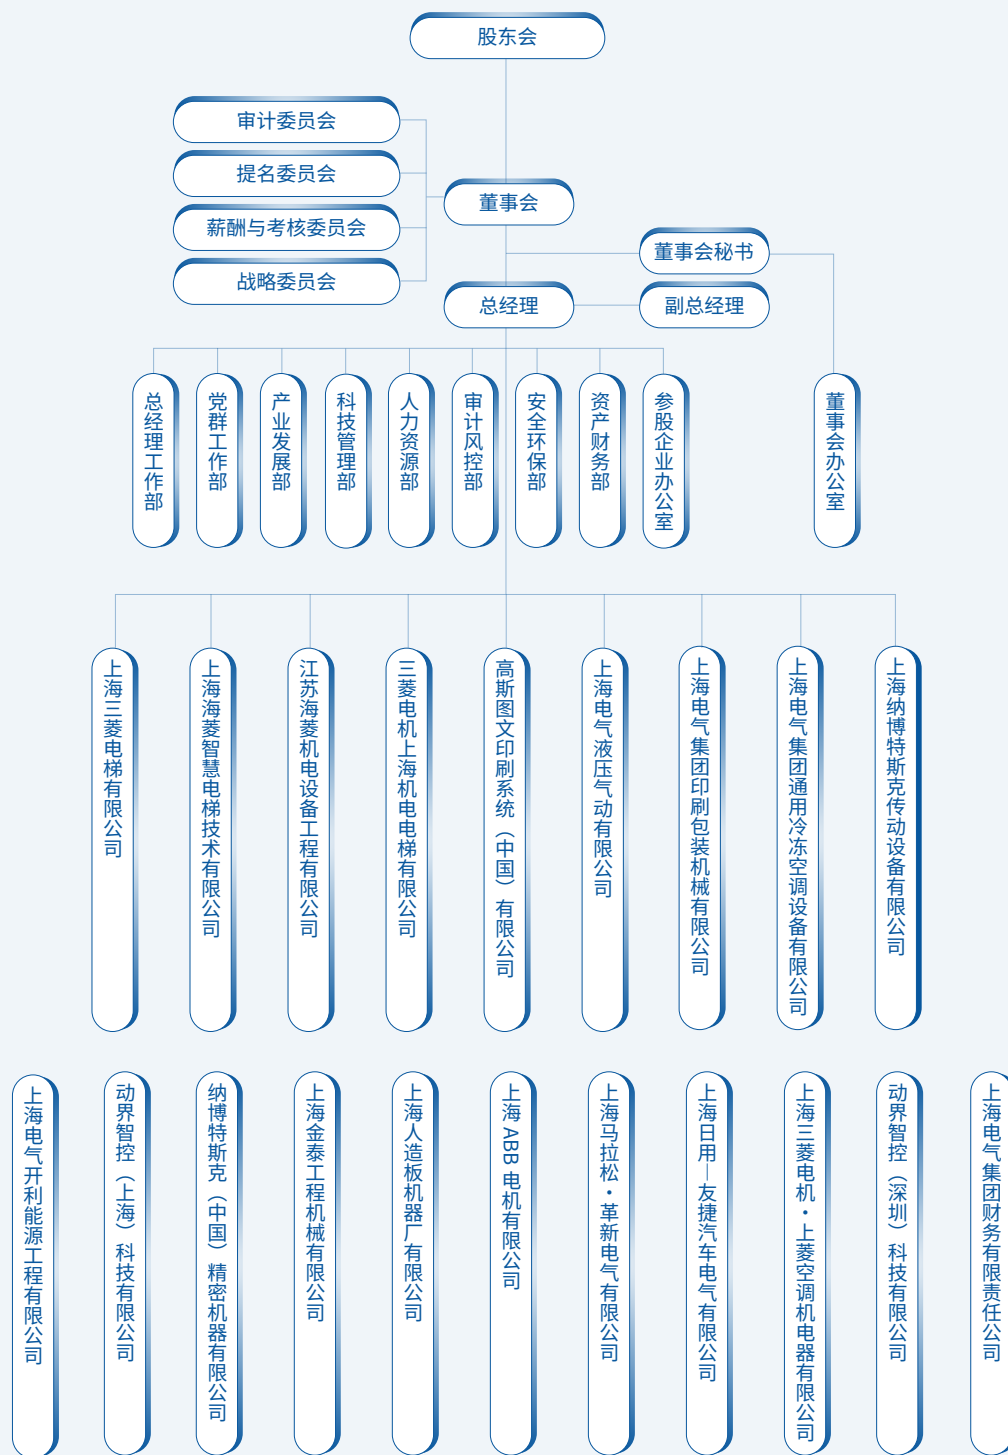 股东会
审计委员会
提名委员会
薪酬与考核委员会
战略委员会
董事会
董事会秘书
总经理
副总经理
总经理工作部
党群工作部
产业发展部
科技管理部
人力资源部
审计风控部
安全环保部
资产财务部
参股企业办公室
董事会办公室
上海三菱电梯有限公司
上海海菱智慧电梯技术有限公司
江苏海菱机电设备工程有限公司
三菱电机上海机电电梯有限公司
高斯图文印刷系统（中国）有限公司
上海电气液压气动有限公司
上海电气集团印刷包装机械有限公司
上海电气集团通用冷冻空调设备有限公司
上海纳博特斯克传动设备有限公司
上海电气开利能源工程有限公司
动界智控（上海）科技有限公司
纳博特斯克（中国）精密机器有限公司
上海金泰工程机械有限公司
上海人造板机器厂有限公司
上海 ABB 电机有限公司
上海马拉松·革新电气有限公司
上海日用—友捷汽车电气有限公司
上海三菱电机·上菱空调机电器有限公司
动界智控（深圳）科技有限公司
上海电气集团财务有限责任公司